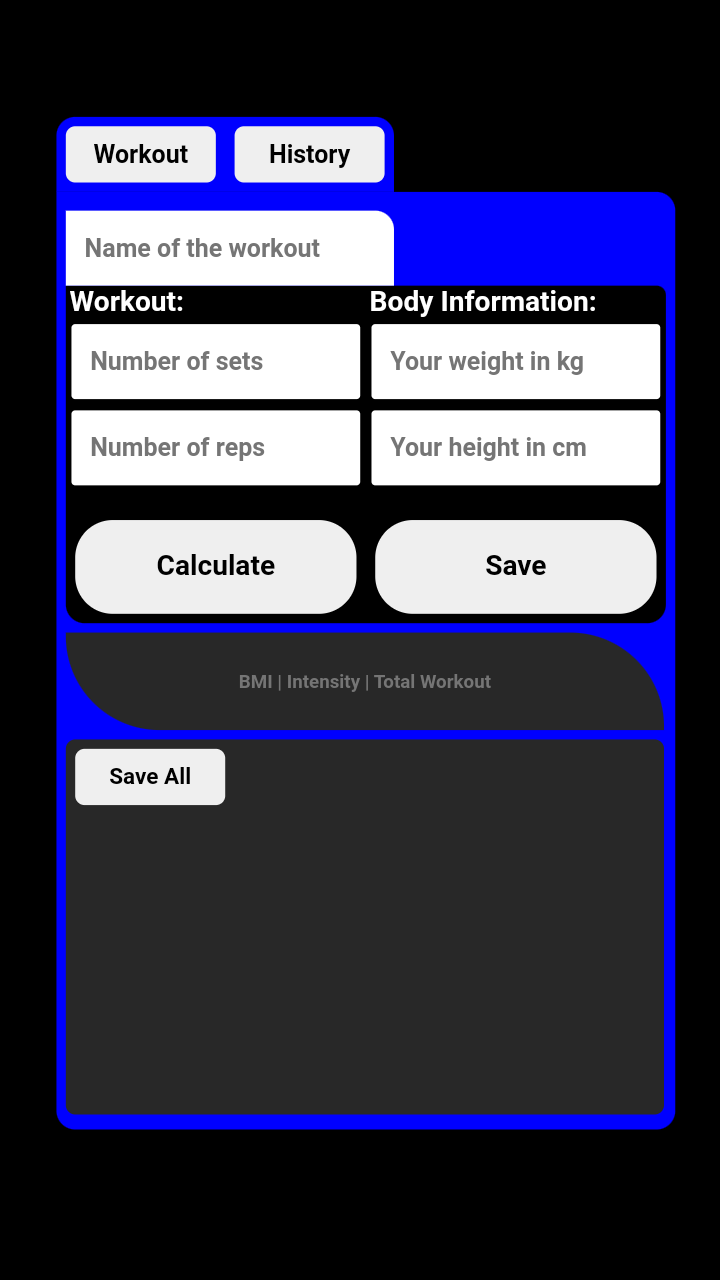 Workout History
Name of the workout
Workout: Body Information:
Number of sets Your weight in kg
Number of reps Your height in cm
Calculate Save
BMI | Intensity | Total Workout
Save All